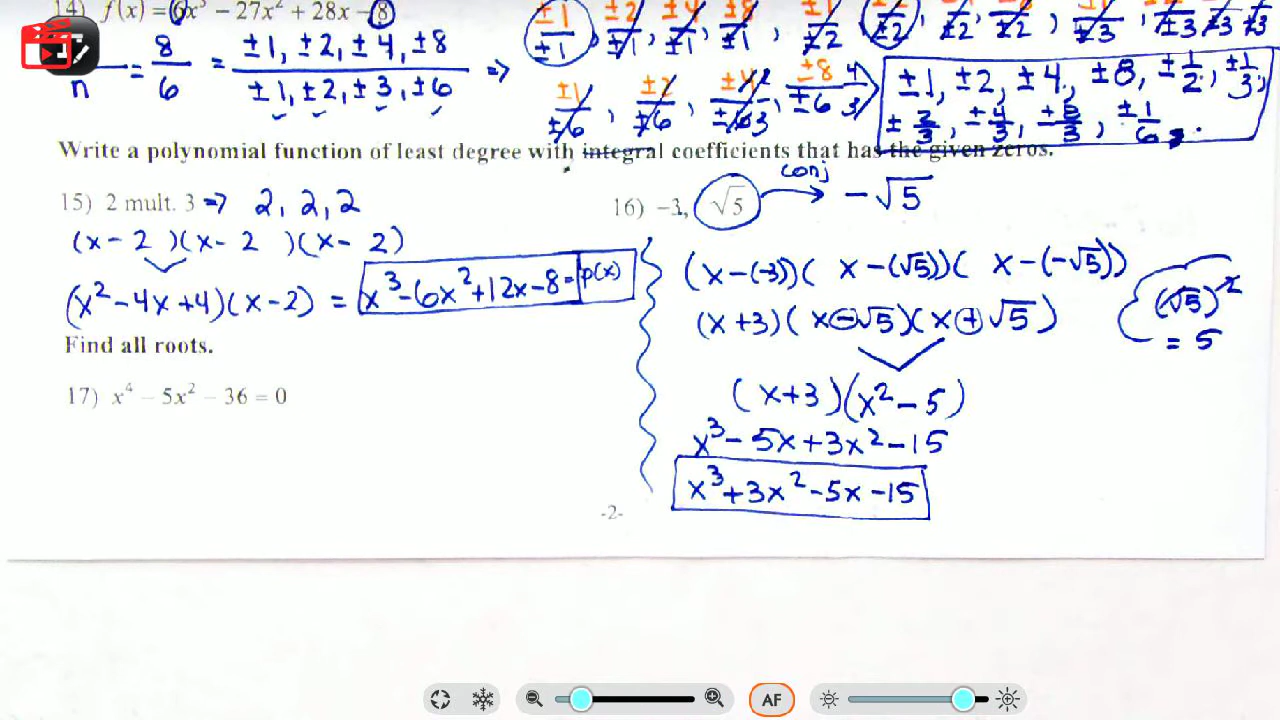 14) f(x) = 6x³ − 27x² + 28x − 8
n = 8/6 = ±1, ±2, ±4, ±8 / ±1, ±2, ±3, ±6 ⇒
±1/±1, ±2/±1, ±4/±1, ±8/±1, ±1/±2
±1/±6, ±2/±6, ±8/±6 4/3
±1, ±2, ±4, ±8, ±1/2, ±1/3,
±2/3, ±4/3, ±8/3, ±1/6
Write a polynomial function of least degree with integral coefficients that has the given zeros.
15) 2 mult. 3 ⇒ 2, 2, 2
(x − 2)(x − 2)(x − 2)
(x² − 4x + 4)(x − 2) = x³ − 6x² + 12x − 8 = p(x)
16) −3, √5 conj → −√5
(x − (−3))(x − (√5))(x − (−√5))
(x + 3)(x − √5)(x + √5)
(√5)²
= 5
(x + 3)(x² − 5)
x³ − 5x + 3x² − 15
x³ + 3x² − 5x − 15
Find all roots.
17) x⁴ − 5x² − 36 = 0
-2-
AF